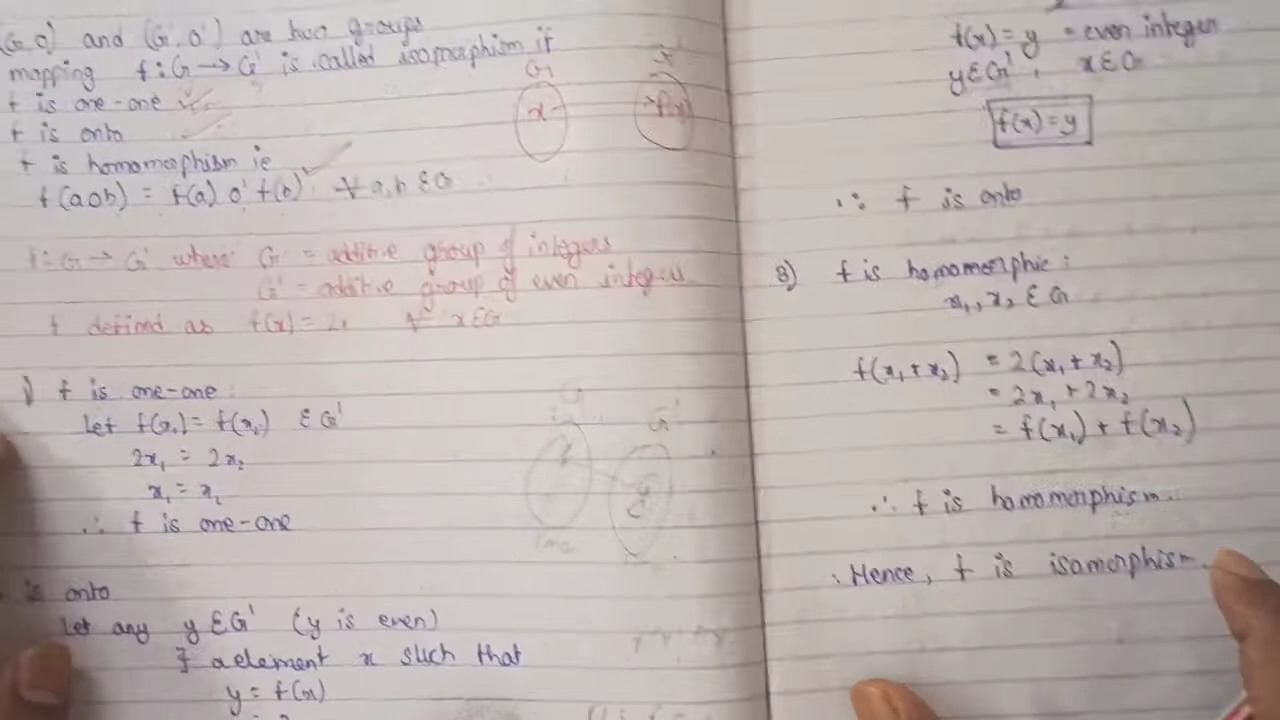 (G, o) and (G', o') are two groups
mapping f : G → G' is called isomorphism if
f is one-one
f is onto
f is homomorphism ie
f(aob) = f(a) o' f(b) ∀ a,b ∈ G
G
G'
x
f(x)
f : G → G' where G = additive group of integers
G' = additive group of even integers
f defined as f(x) = 2x ∀ x ∈ G
1) f is one-one :
Let f(x₁) = f(x₂) ∈ G'
2x₁ = 2x₂
x₁ = x₂
∴ f is one-one
G
G'
is onto
Let any y ∈ G' (y is even)
∃ a element x such that
y = f(x)
f(x) = y = even integer
y ∈ G', x ∈ G
f(x) = y
∴ f is onto
3) f is homomorphic :
x₁, x₂ ∈ G
f(x₁ + x₂) = 2(x₁ + x₂)
= 2x₁ + 2x₂
= f(x₁) + f(x₂)
∴ f is homomorphism.
∴ Hence, f is isomorphism.